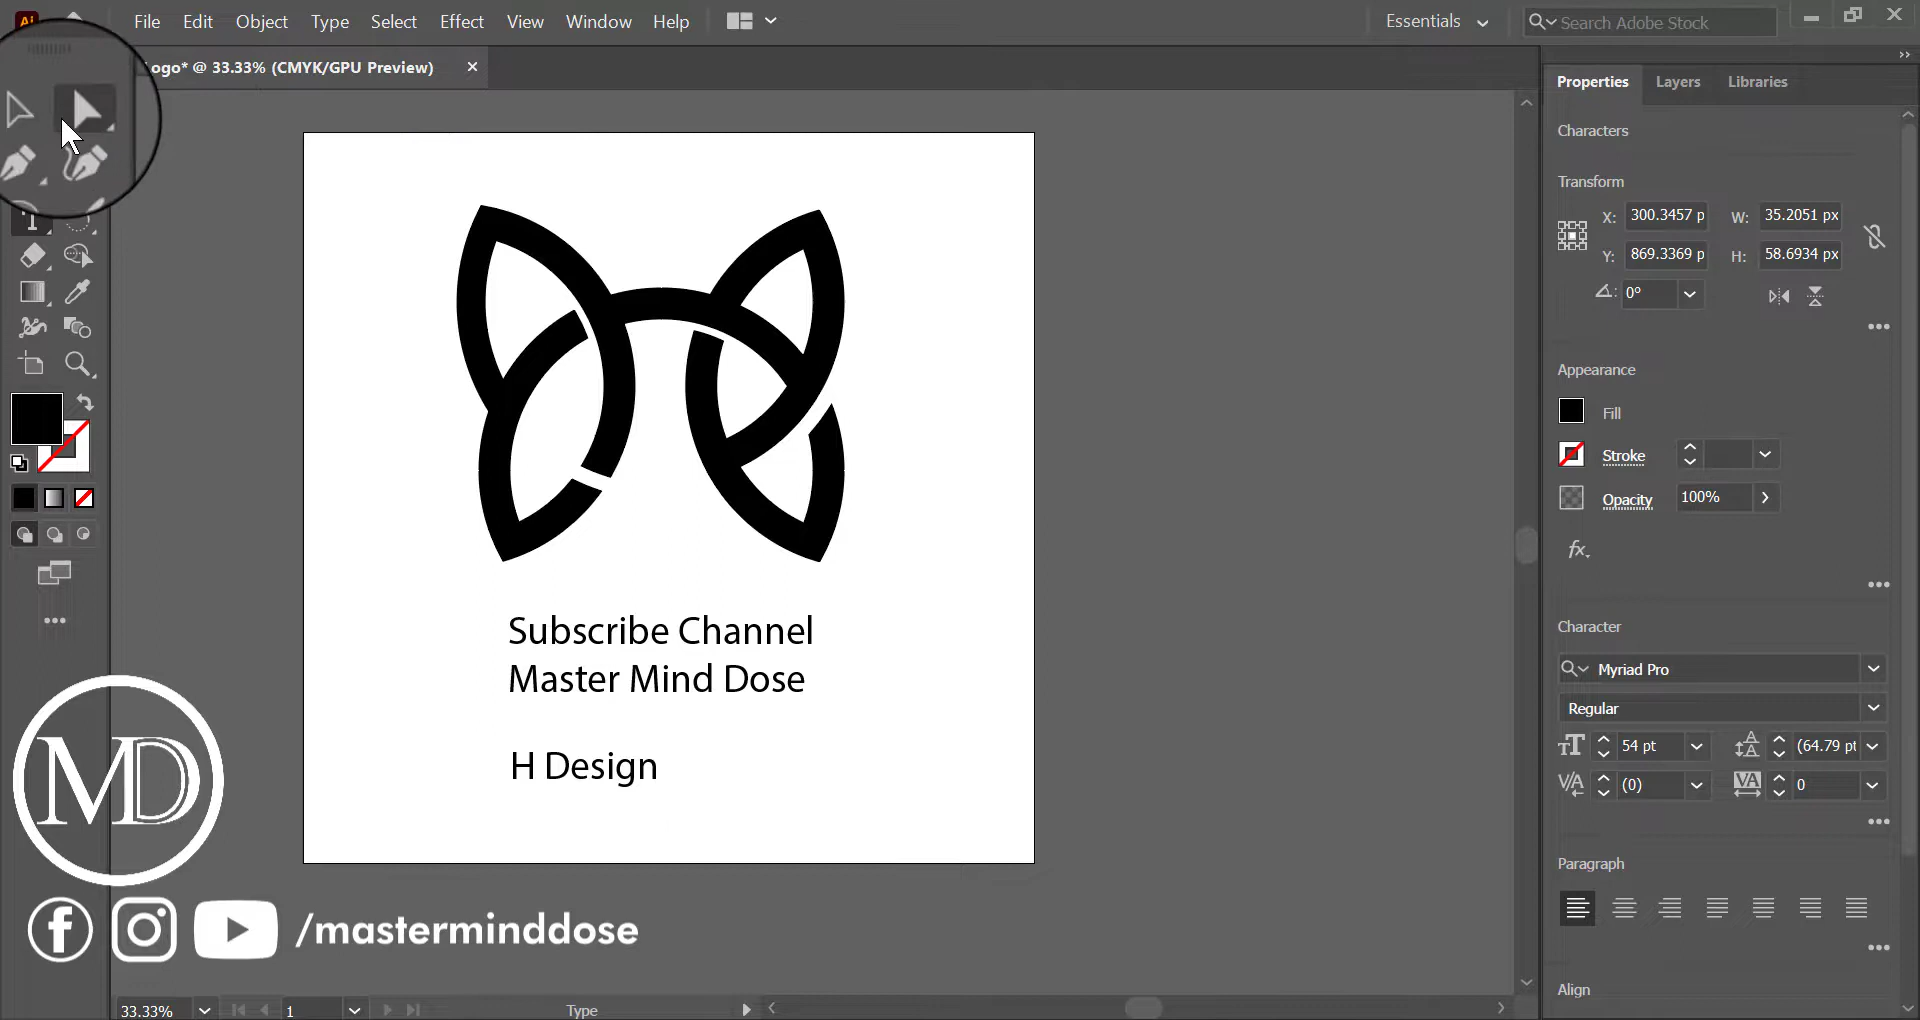 Ai File Edit Object Type Select Effect View Window Help
Essentials
Search Adobe Stock
ogo* @ 33.33% (CMYK/GPU Preview)
Properties Layers Libraries
Characters
Transform
X: 300.3457 p W: 35.2051 px
Y: 869.3369 p H: 58.6934 px
0°
Appearance
Fill
Stroke
Opacity 100%
fx.
Character
Myriad Pro
Regular
54 pt (64.79 pt
(0) 0
Paragraph
Align
Subscribe Channel
Master Mind Dose
H Design
MD
/masterminddose
33.33% 1 Type